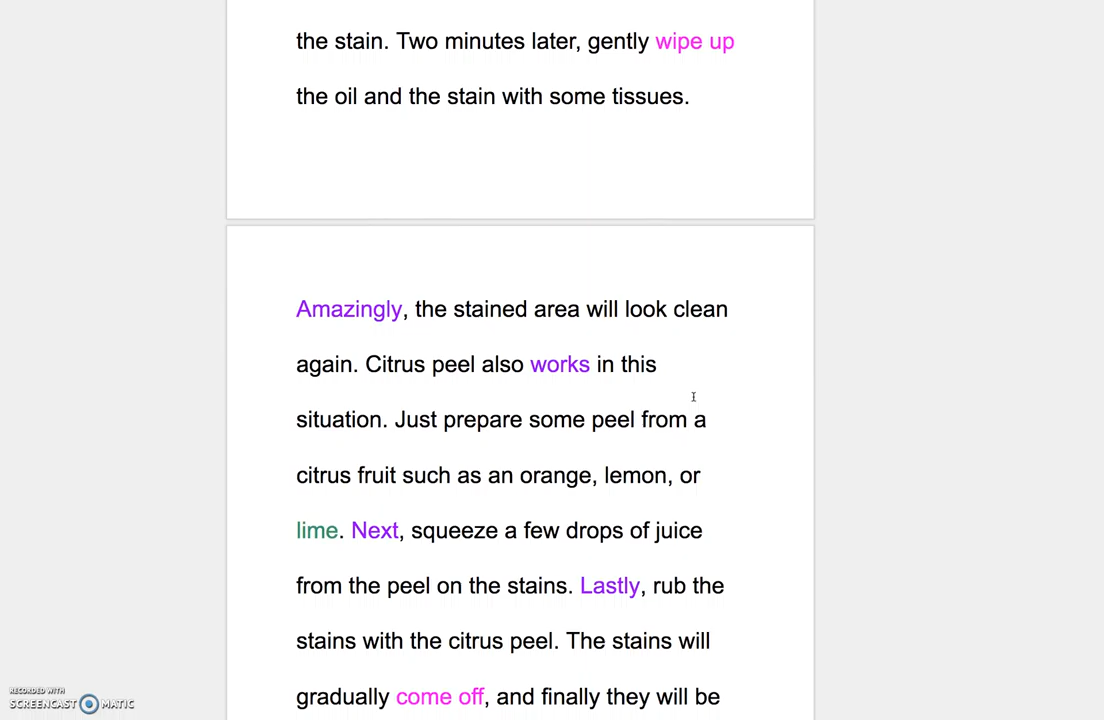 the stain. Two minutes later, gently wipe up
the oil and the stain with some tissues.
Amazingly, the stained area will look clean
again. Citrus peel also works in this
situation. Just prepare some peel from a
citrus fruit such as an orange, lemon, or
lime. Next, squeeze a few drops of juice
from the peel on the stains. Lastly, rub the
stains with the citrus peel. The stains will
gradually come off, and finally they will be
RECORDED WITH
SCREENCAST MATIC